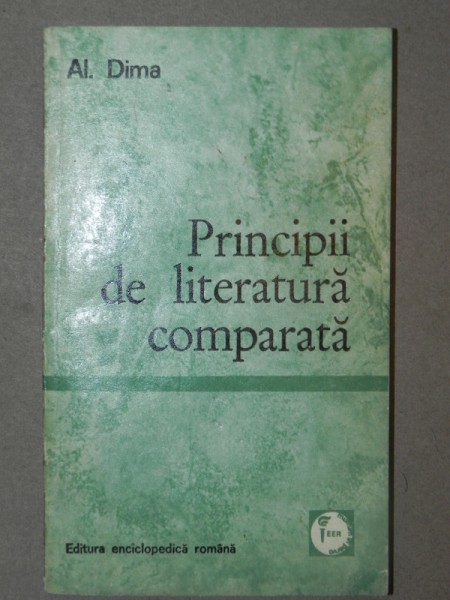 Al. Dima
Principii
de literatură
comparată
Editura enciclopedică română
EER